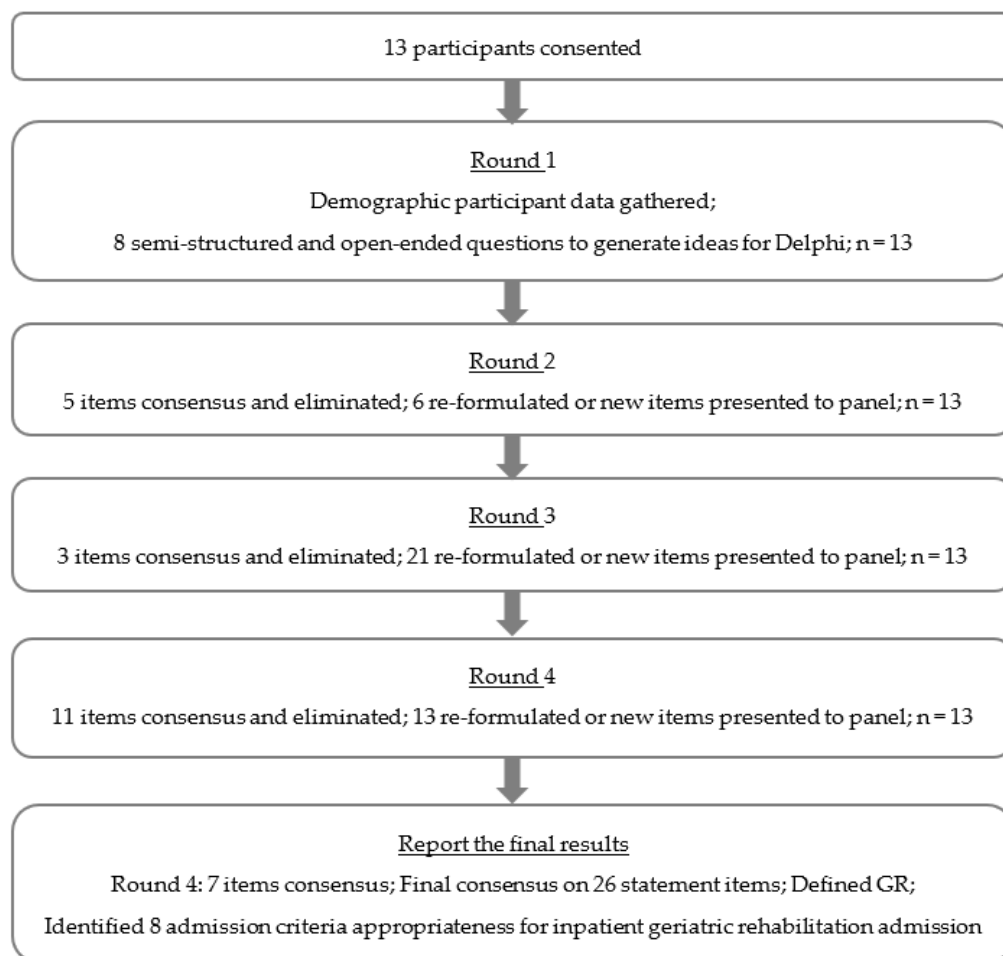 13 participants consented
Round 1
Demographic participant data gathered;
8 semi-structured and open-ended questions to generate ideas for Delphi; n = 13
Round 2
5 items consensus and eliminated; 6 re-formulated or new items presented to panel; n = 13
Round 3
3 items consensus and eliminated; 21 re-formulated or new items presented to panel; n = 13
Round 4
11 items consensus and eliminated; 13 re-formulated or new items presented to panel; n = 13
Report the final results
Round 4: 7 items consensus; Final consensus on 26 statement items; Defined GR;
Identified 8 admission criteria appropriateness for inpatient geriatric rehabilitation admission